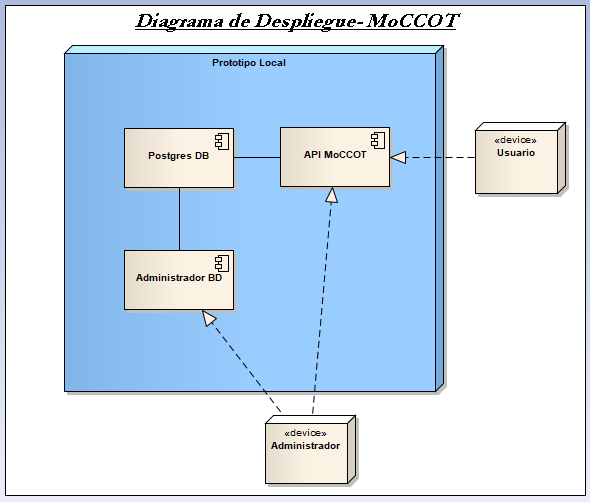 Diagrama de Despliegue- MoCCOT
Prototipo Local
Postgres DB
API MoCCOT
«device»
Usuario
Administrador BD
«device»
Administrador